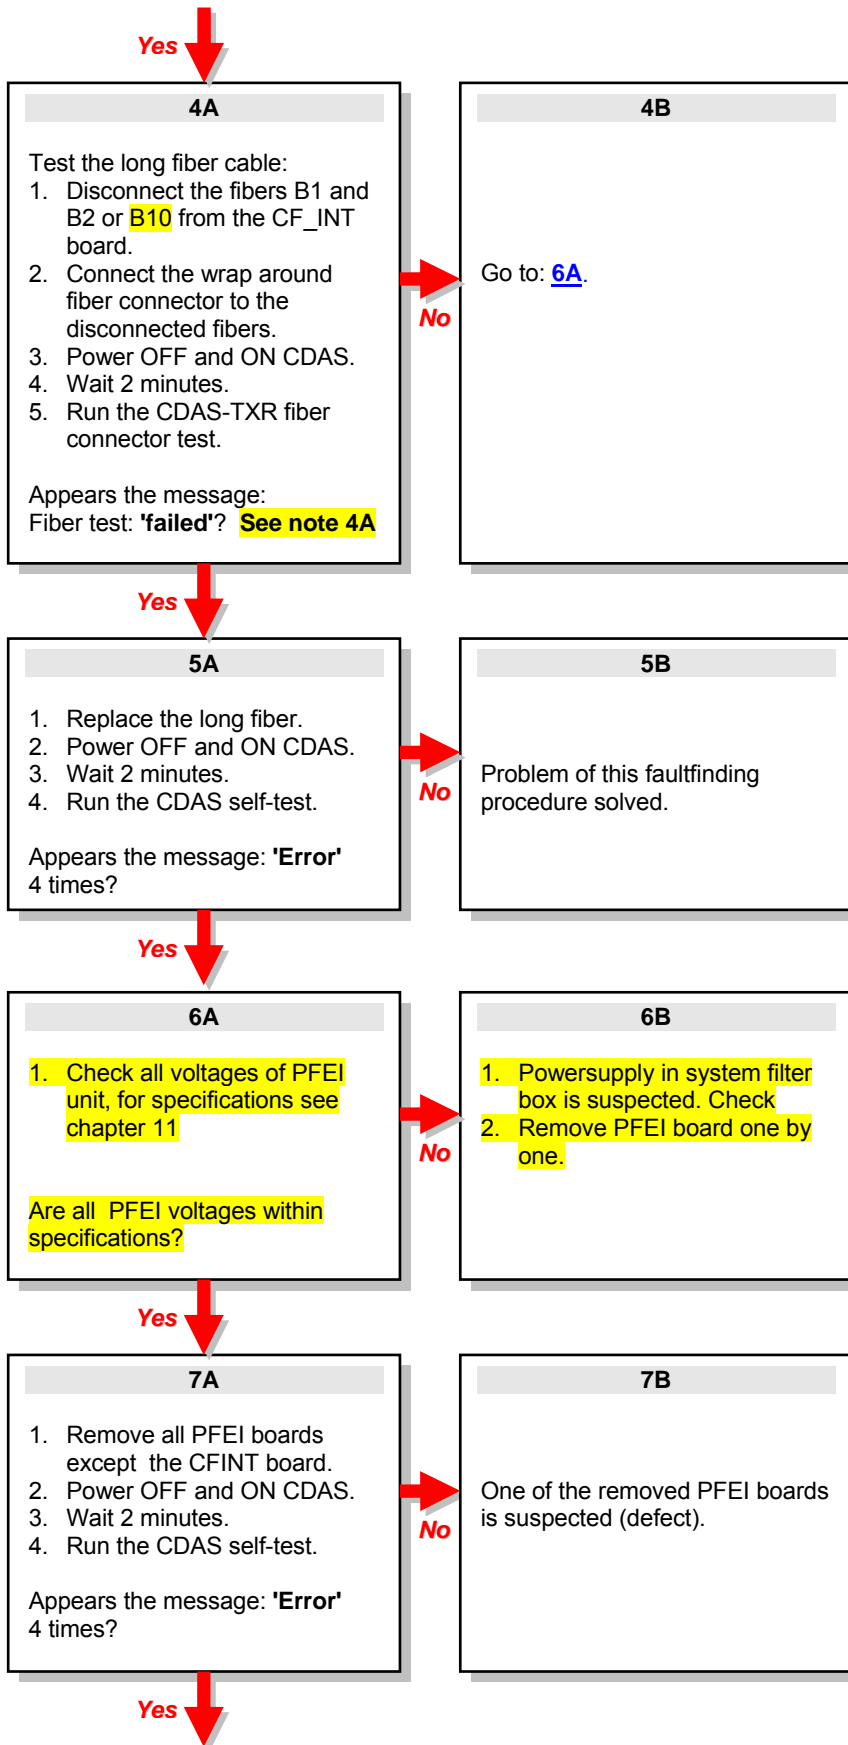 Yes
4A
Test the long fiber cable:
1. Disconnect the fibers B1 and
B2 or B10 from the CF_INT
board.
2. Connect the wrap around
fiber connector to the
disconnected fibers.
3. Power OFF and ON CDAS.
4. Wait 2 minutes.
5. Run the CDAS-TXR fiber
connector test.
Appears the message:
Fiber test: 'failed'? See note 4A
No
4B
Go to: 6A.
Yes
5A
1. Replace the long fiber.
2. Power OFF and ON CDAS.
3. Wait 2 minutes.
4. Run the CDAS self-test.
Appears the message: 'Error'
4 times?
No
5B
Problem of this faultfinding
procedure solved.
Yes
6A
1. Check all voltages of PFEI
unit, for specifications see
chapter 11
Are all PFEI voltages within
specifications?
No
6B
1. Powersupply in system filter
box is suspected. Check
2. Remove PFEI board one by
one.
Yes
7A
1. Remove all PFEI boards
except the CFINT board.
2. Power OFF and ON CDAS.
3. Wait 2 minutes.
4. Run the CDAS self-test.
Appears the message: 'Error'
4 times?
No
7B
One of the removed PFEI boards
is suspected (defect).
Yes